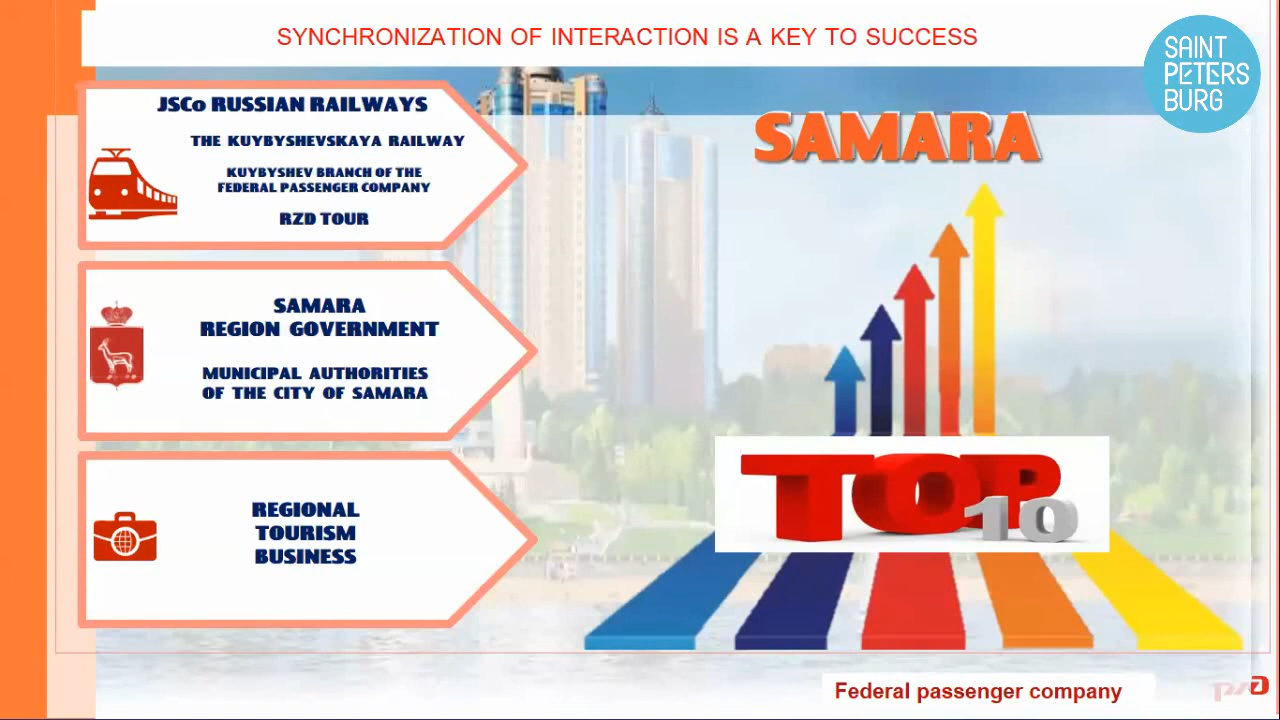 SYNCHRONIZATION OF INTERACTION IS A KEY TO SUCCESS
SAINT
PETERS
BURG
JSCo RUSSIAN RAILWAYS
THE KUYBYSHEVSKAYA RAILWAY
KUYBYSHEV BRANCH OF THE
FEDERAL PASSENGER COMPANY
RZD TOUR
SAMARA
REGION GOVERNMENT
MUNICIPAL AUTHORITIES
OF THE CITY OF SAMARA
REGIONAL
TOURISM
BUSINESS
SAMARA
TOP
10
Federal passenger company
ржд